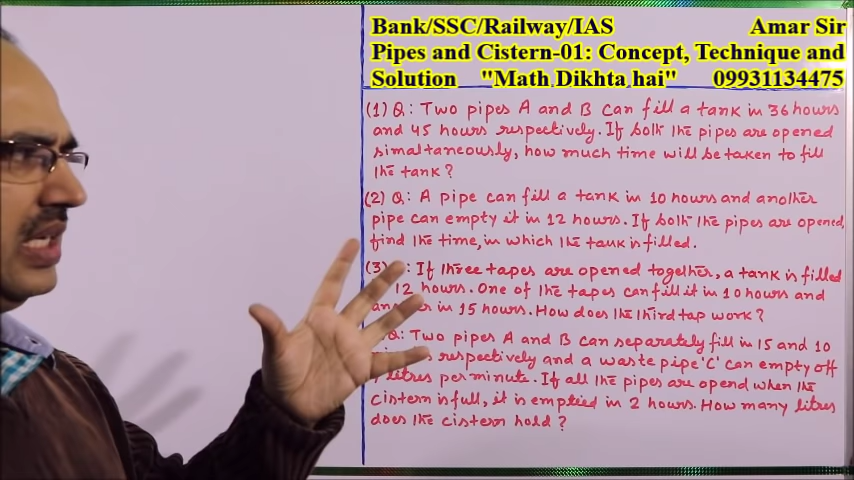 Bank/SSC/Railway/IAS Amar Sir
Pipes and Cistern-01: Concept, Technique and
Solution "Math Dikhta hai" 09931134475
(1) Q: Two pipes A and B can fill a tank in 36 hours
and 45 hours respectively. If both the pipes are opened
simaltaneously, how much time will be taken to fill
the tank?
(2) Q: A pipe can fill a tank in 10 hours and another
pipe can empty it in 12 hours. If both the pipes are opened,
find the time, in which the tank is filled.
(3) : If three tapes are opened together, a tank is filled
12 hours. One of the tapes can fill it in 10 hours and
in 15 hours. How does the third tap work?
Q: Two pipes A and B can separately fill in 15 and 10
respectively and a waste pipe 'C' can empty off
litres per minute. If all the pipes are opend when the
cistern is full, it is emptied in 2 hours. How many litres
does the cistern hold?